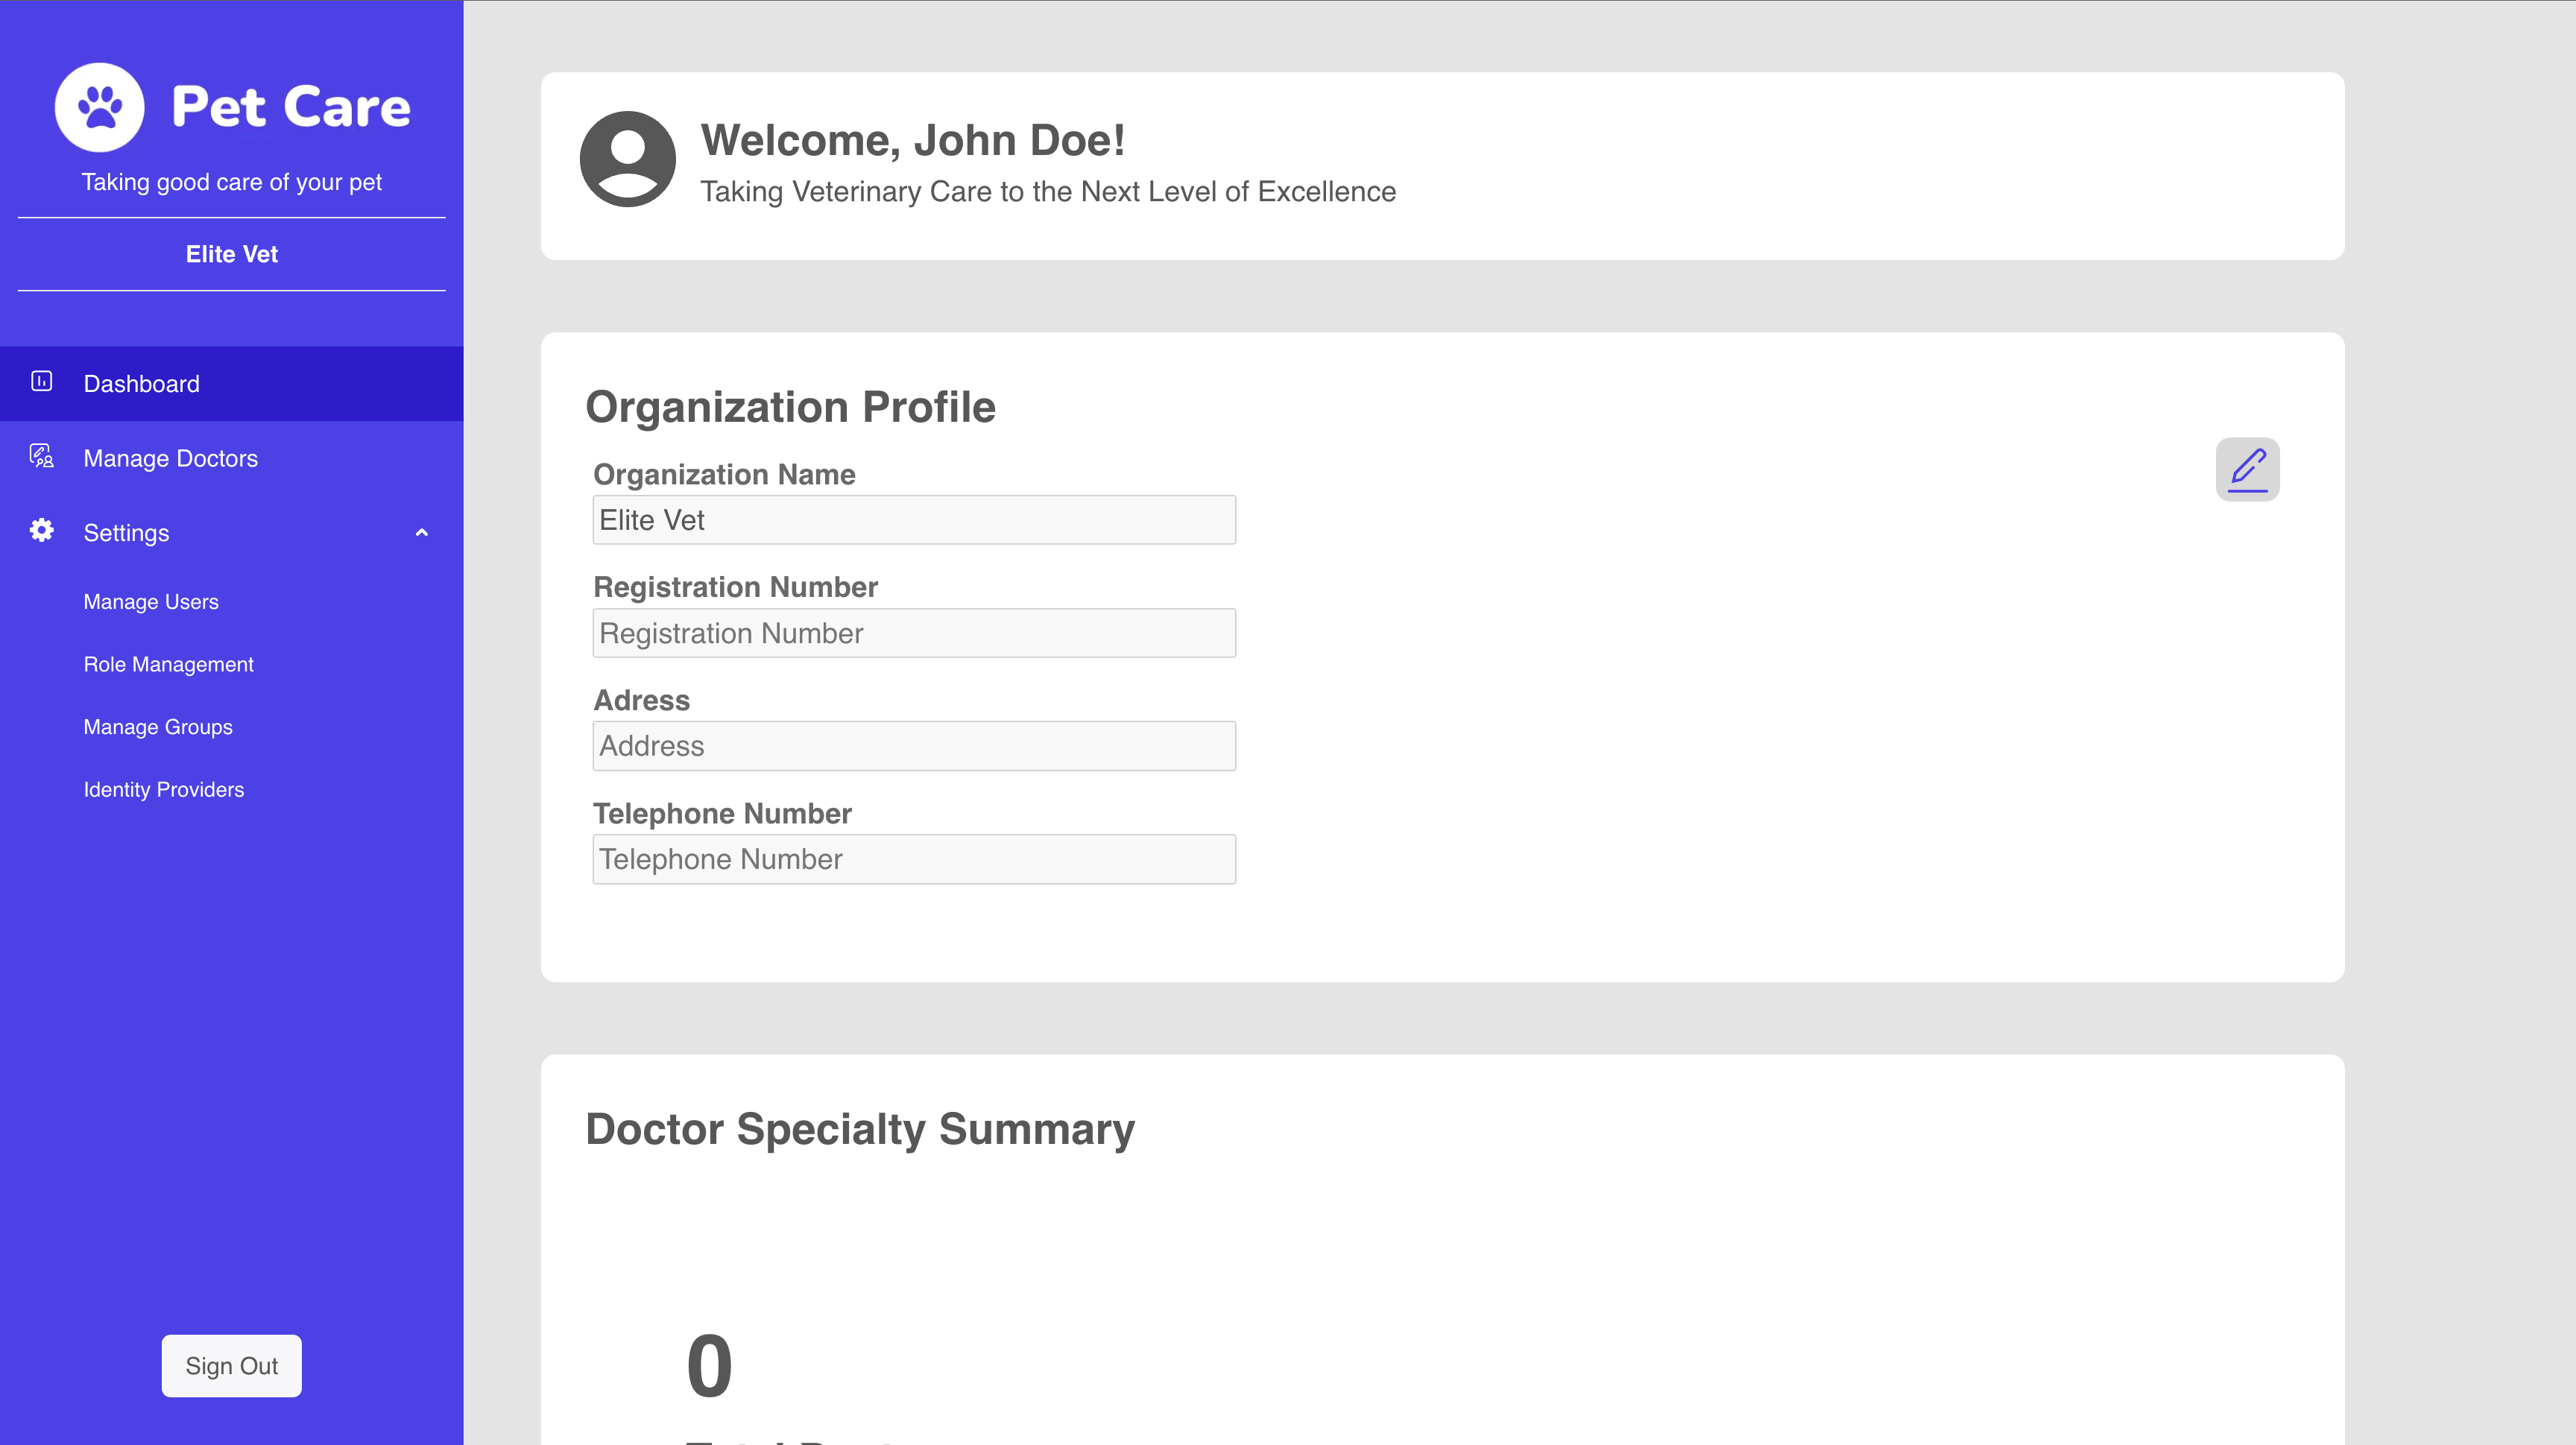 Pet Care
Taking good care of your pet
Elite Vet
Dashboard
Manage Doctors
Settings
Manage Users
Role Management
Manage Groups
Identity Providers
Sign Out
Welcome, John Doe!
Taking Veterinary Care to the Next Level of Excellence
Organization Profile
Organization Name
Elite Vet
Registration Number
Registration Number
Adress
Address
Telephone Number
Telephone Number
Doctor Specialty Summary
0